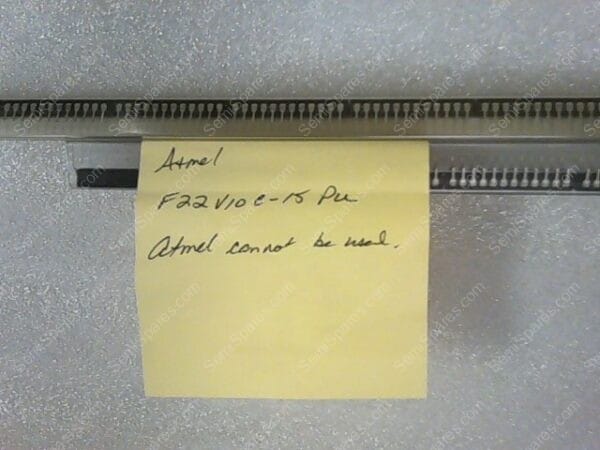 Atmel
F22V10C-15 Pu
Atmel cannot be used.
SemiSpares.com